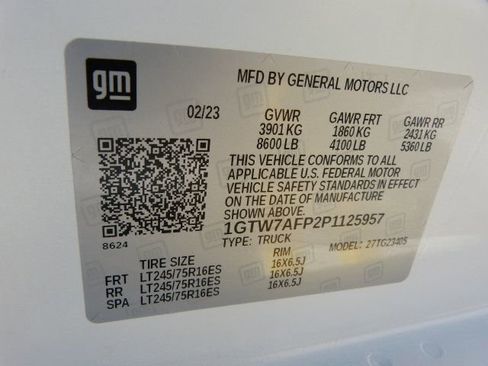 gm
MFD BY GENERAL MOTORS LLC
02/23 GVWR GAWR FRT GAWR RR
3901 KG 1860 KG 2431 KG
8600 LB 4100 LB 5360 LB
THIS VEHICLE CONFORMS TO ALL
APPLICABLE U.S. FEDERAL MOTOR
VEHICLE SAFETY STANDARDS IN EFFECT
ON THE DATE OF MANUFACTURE
SHOWN ABOVE.
1GTW7AFP2P1125957
8624 TYPE: TRUCK MODEL: 27TG23405
TIRE SIZE RIM
FRT LT245/75R16ES 16X6.5J
RR LT245/75R16ES 16X6.5J
SPA LT245/75R16ES 16X6.5J